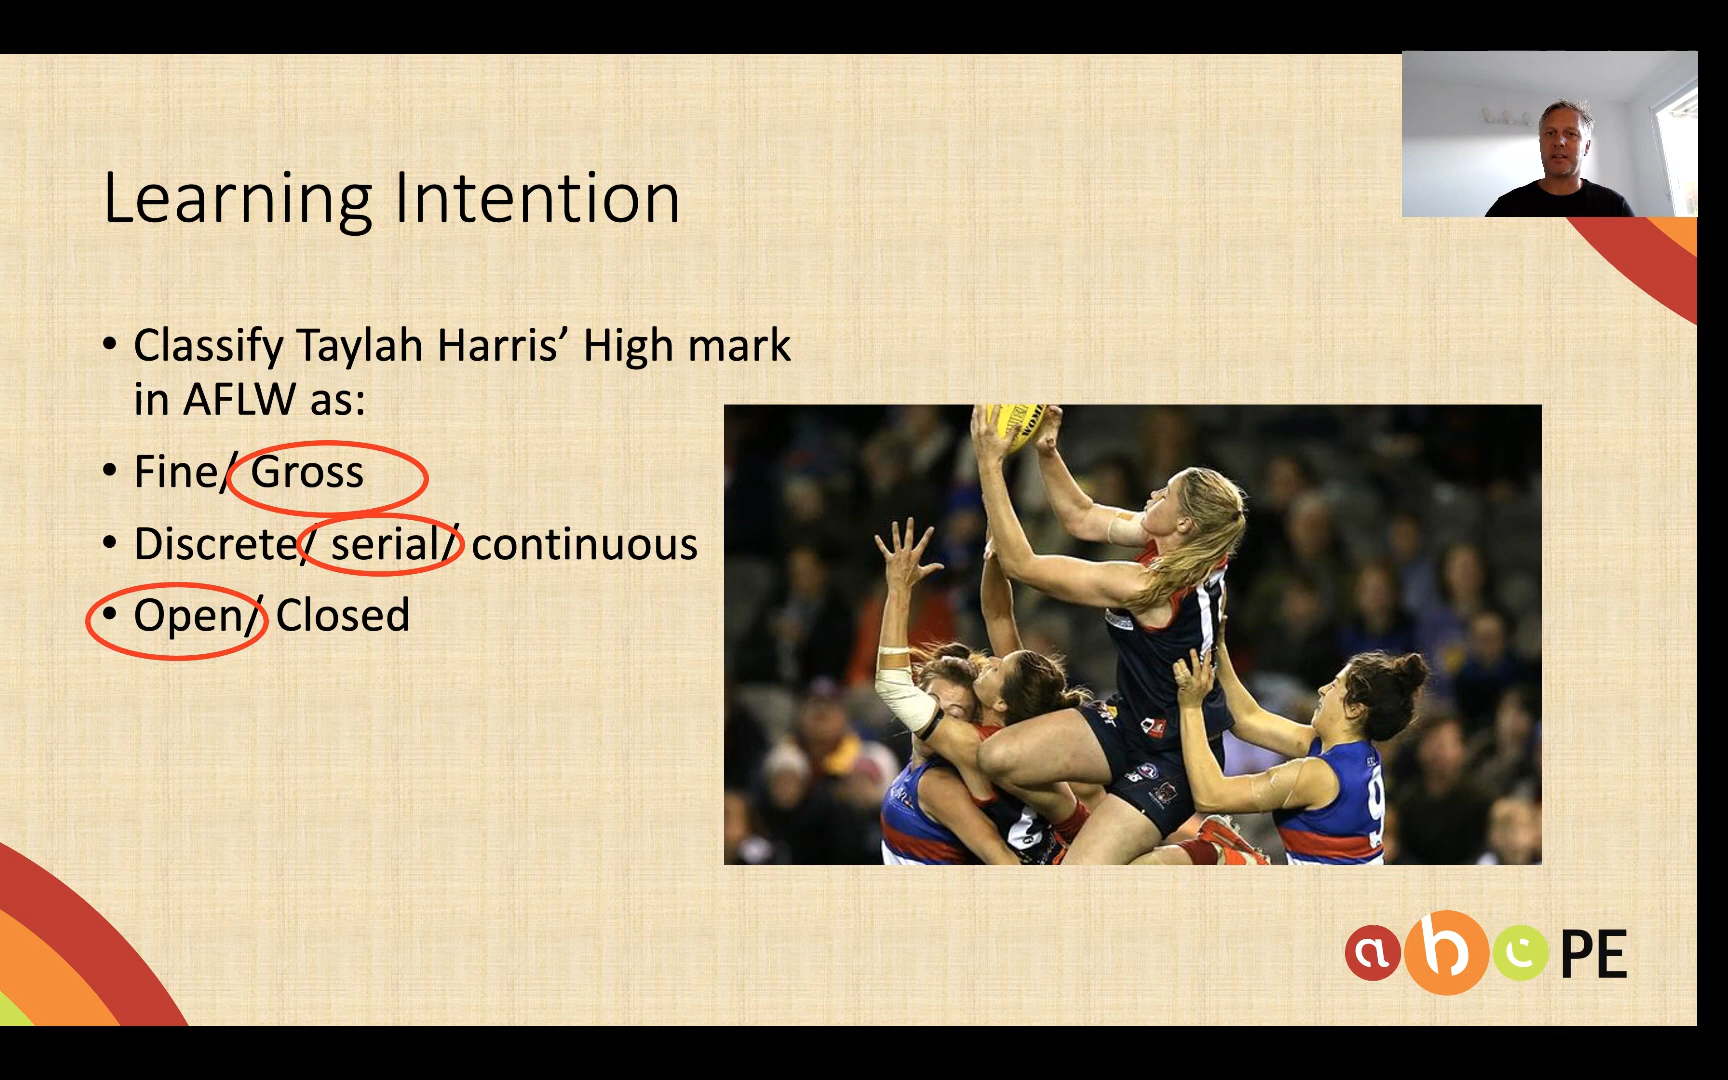 Learning Intention
• Classify Taylah Harris’ High mark
in AFLW as:
• Fine/ Gross
• Discrete/ serial/ continuous
• Open/ Closed
9
abc PE